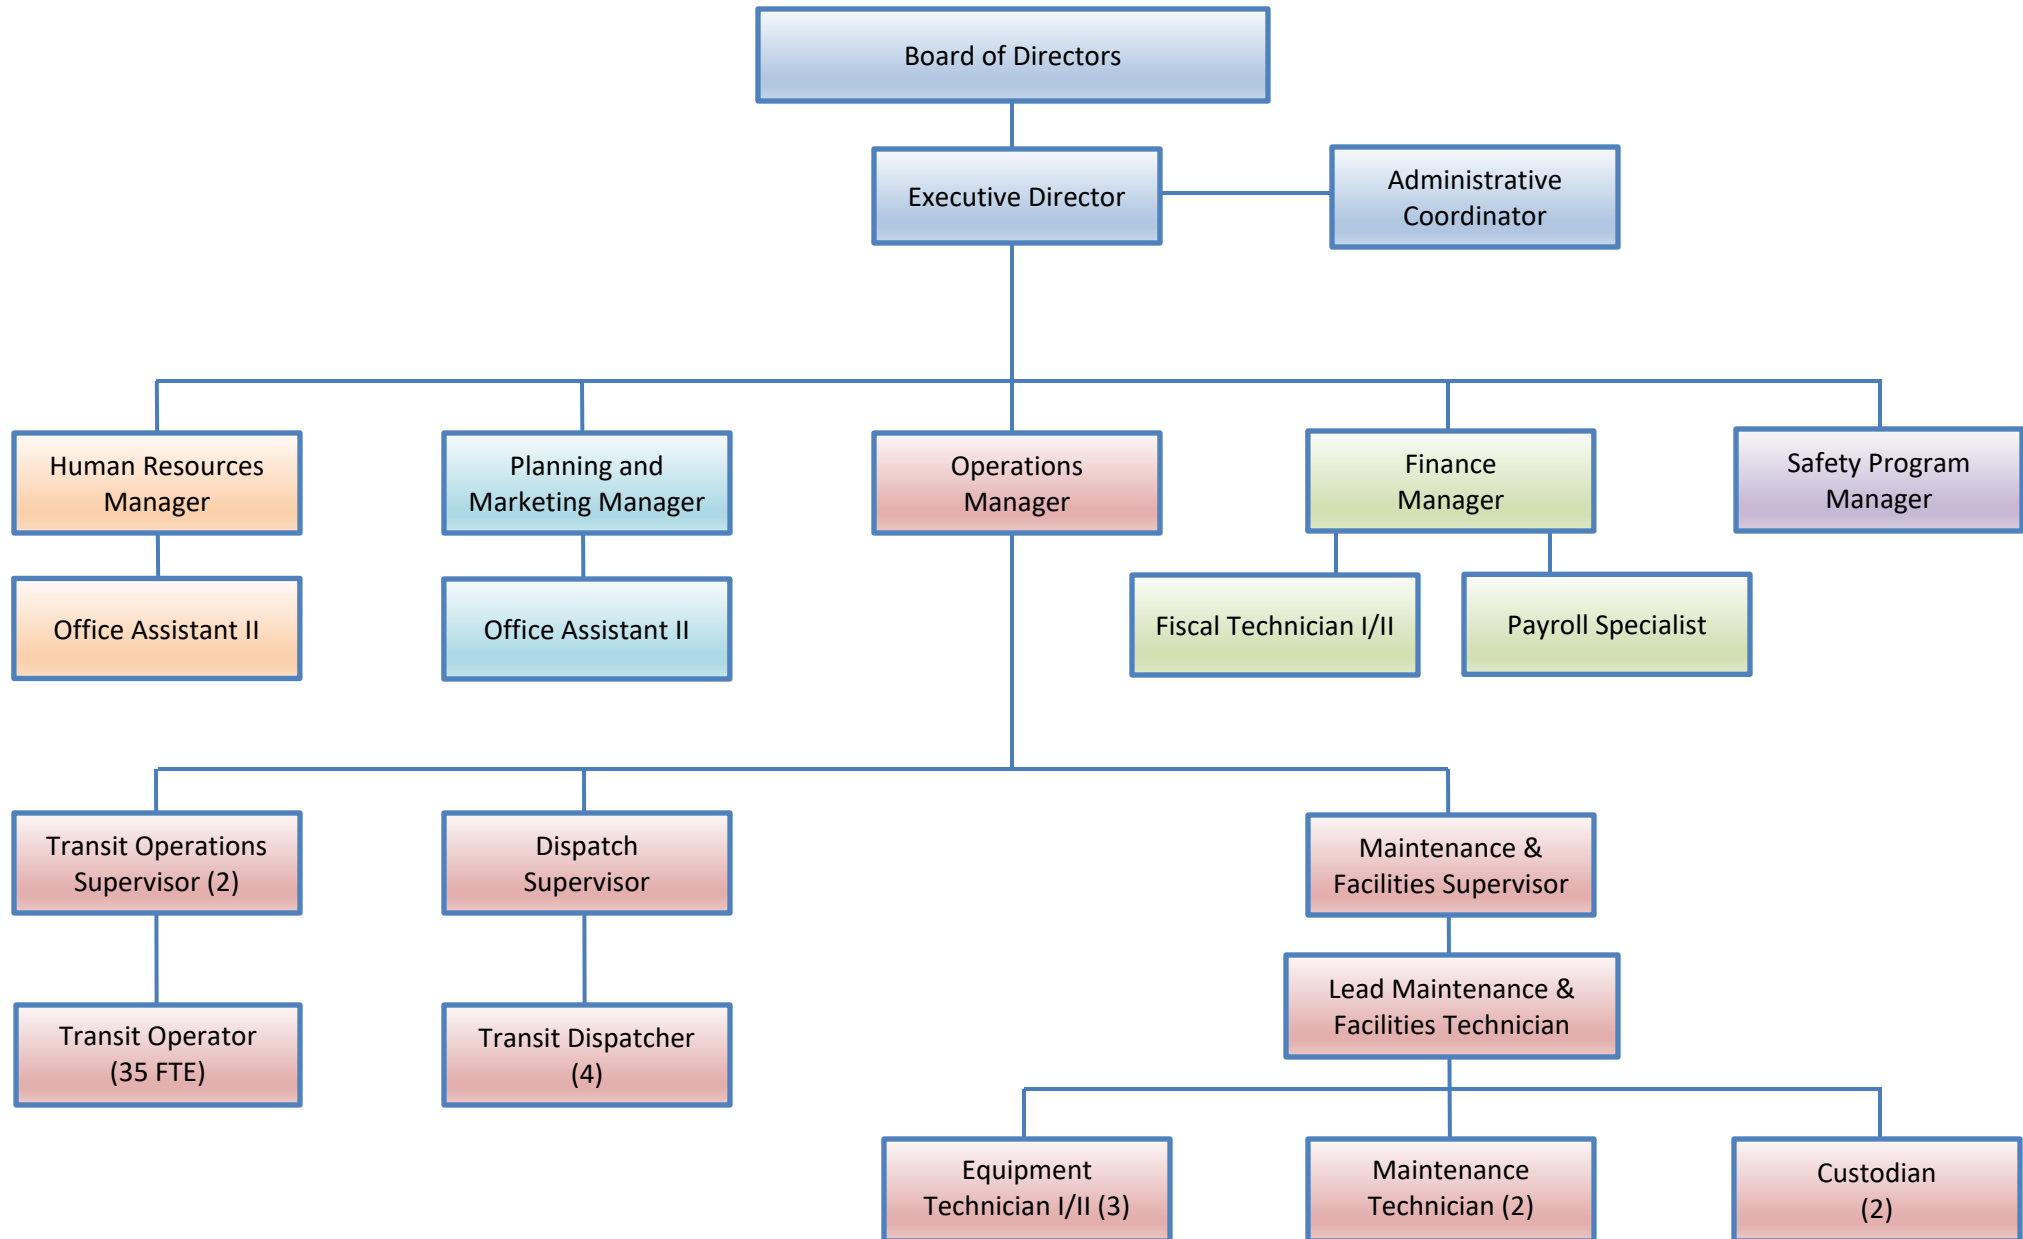 Board of Directors
Executive Director
Administrative
Coordinator
Human Resources
Manager
Planning and
Marketing Manager
Operations
Manager
Finance
Manager
Safety Program
Manager
Office Assistant II
Office Assistant II
Fiscal Technician I/II
Payroll Specialist
Transit Operations
Supervisor (2)
Dispatch
Supervisor
Maintenance &
Facilities Supervisor
Lead Maintenance &
Facilities Technician
Transit Operator
(35 FTE)
Transit Dispatcher
(4)
Equipment
Technician I/II (3)
Maintenance
Technician (2)
Custodian
(2)